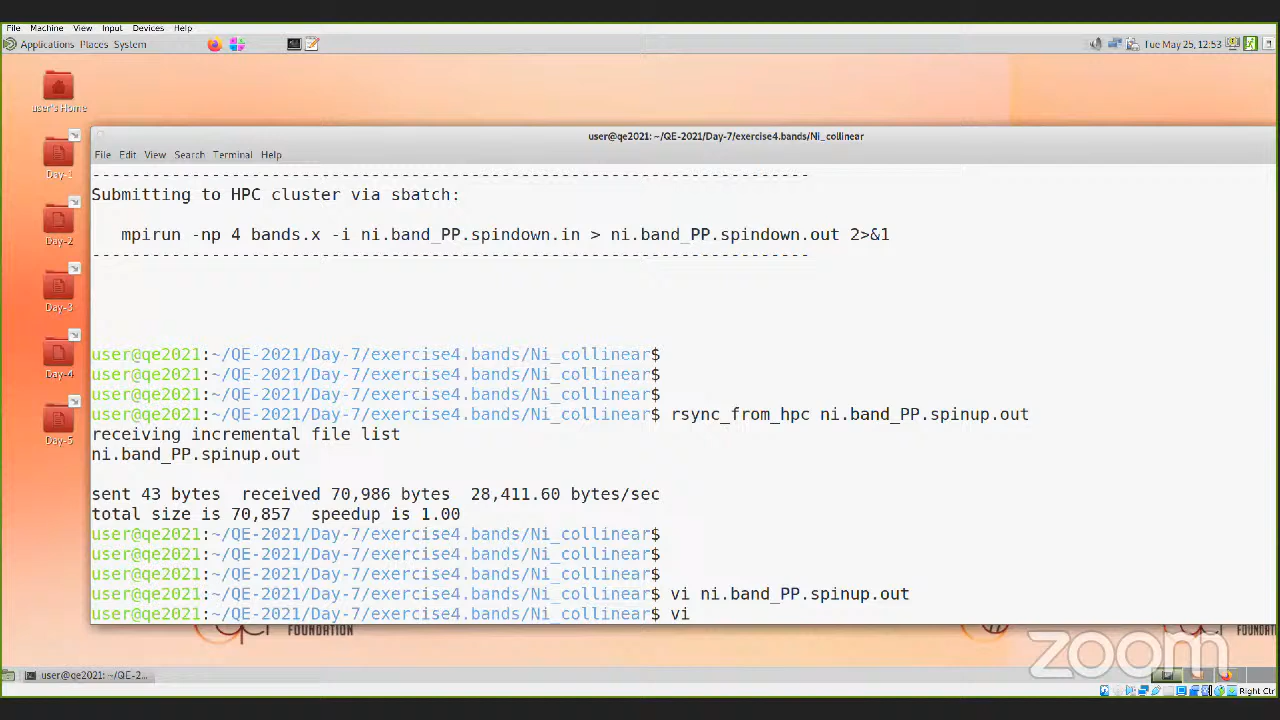 File Machine View Input Devices Help
Applications Places System
Tue May 25, 12:53
user's Home
Day-1
Day-2
Day-3
Day-4
Day-5
user@qe2021: ~/QE-2021/Day-7/exercise4.bands/Ni_collinear
File Edit View Search Terminal Help
--------------------------------------------------------------------------
Submitting to HPC cluster via sbatch:
mpirun -np 4 bands.x -i ni.band_PP.spindown.in > ni.band_PP.spindown.out 2>&1
--------------------------------------------------------------------------
user@qe2021:~/QE-2021/Day-7/exercise4.bands/Ni_collinear$
user@qe2021:~/QE-2021/Day-7/exercise4.bands/Ni_collinear$
user@qe2021:~/QE-2021/Day-7/exercise4.bands/Ni_collinear$
user@qe2021:~/QE-2021/Day-7/exercise4.bands/Ni_collinear$ rsync_from_hpc ni.band_PP.spinup.out
receiving incremental file list
ni.band_PP.spinup.out
sent 43 bytes received 70,986 bytes 28,411.60 bytes/sec
total size is 70,857 speedup is 1.00
user@qe2021:~/QE-2021/Day-7/exercise4.bands/Ni_collinear$
user@qe2021:~/QE-2021/Day-7/exercise4.bands/Ni_collinear$
user@qe2021:~/QE-2021/Day-7/exercise4.bands/Ni_collinear$
user@qe2021:~/QE-2021/Day-7/exercise4.bands/Ni_collinear$ vi ni.band_PP.spinup.out
user@qe2021:~/QE-2021/Day-7/exercise4.bands/Ni_collinear$ vi
FOUNDATION
zoom
user@qe2021: ~/QE-2...
Right Ctr